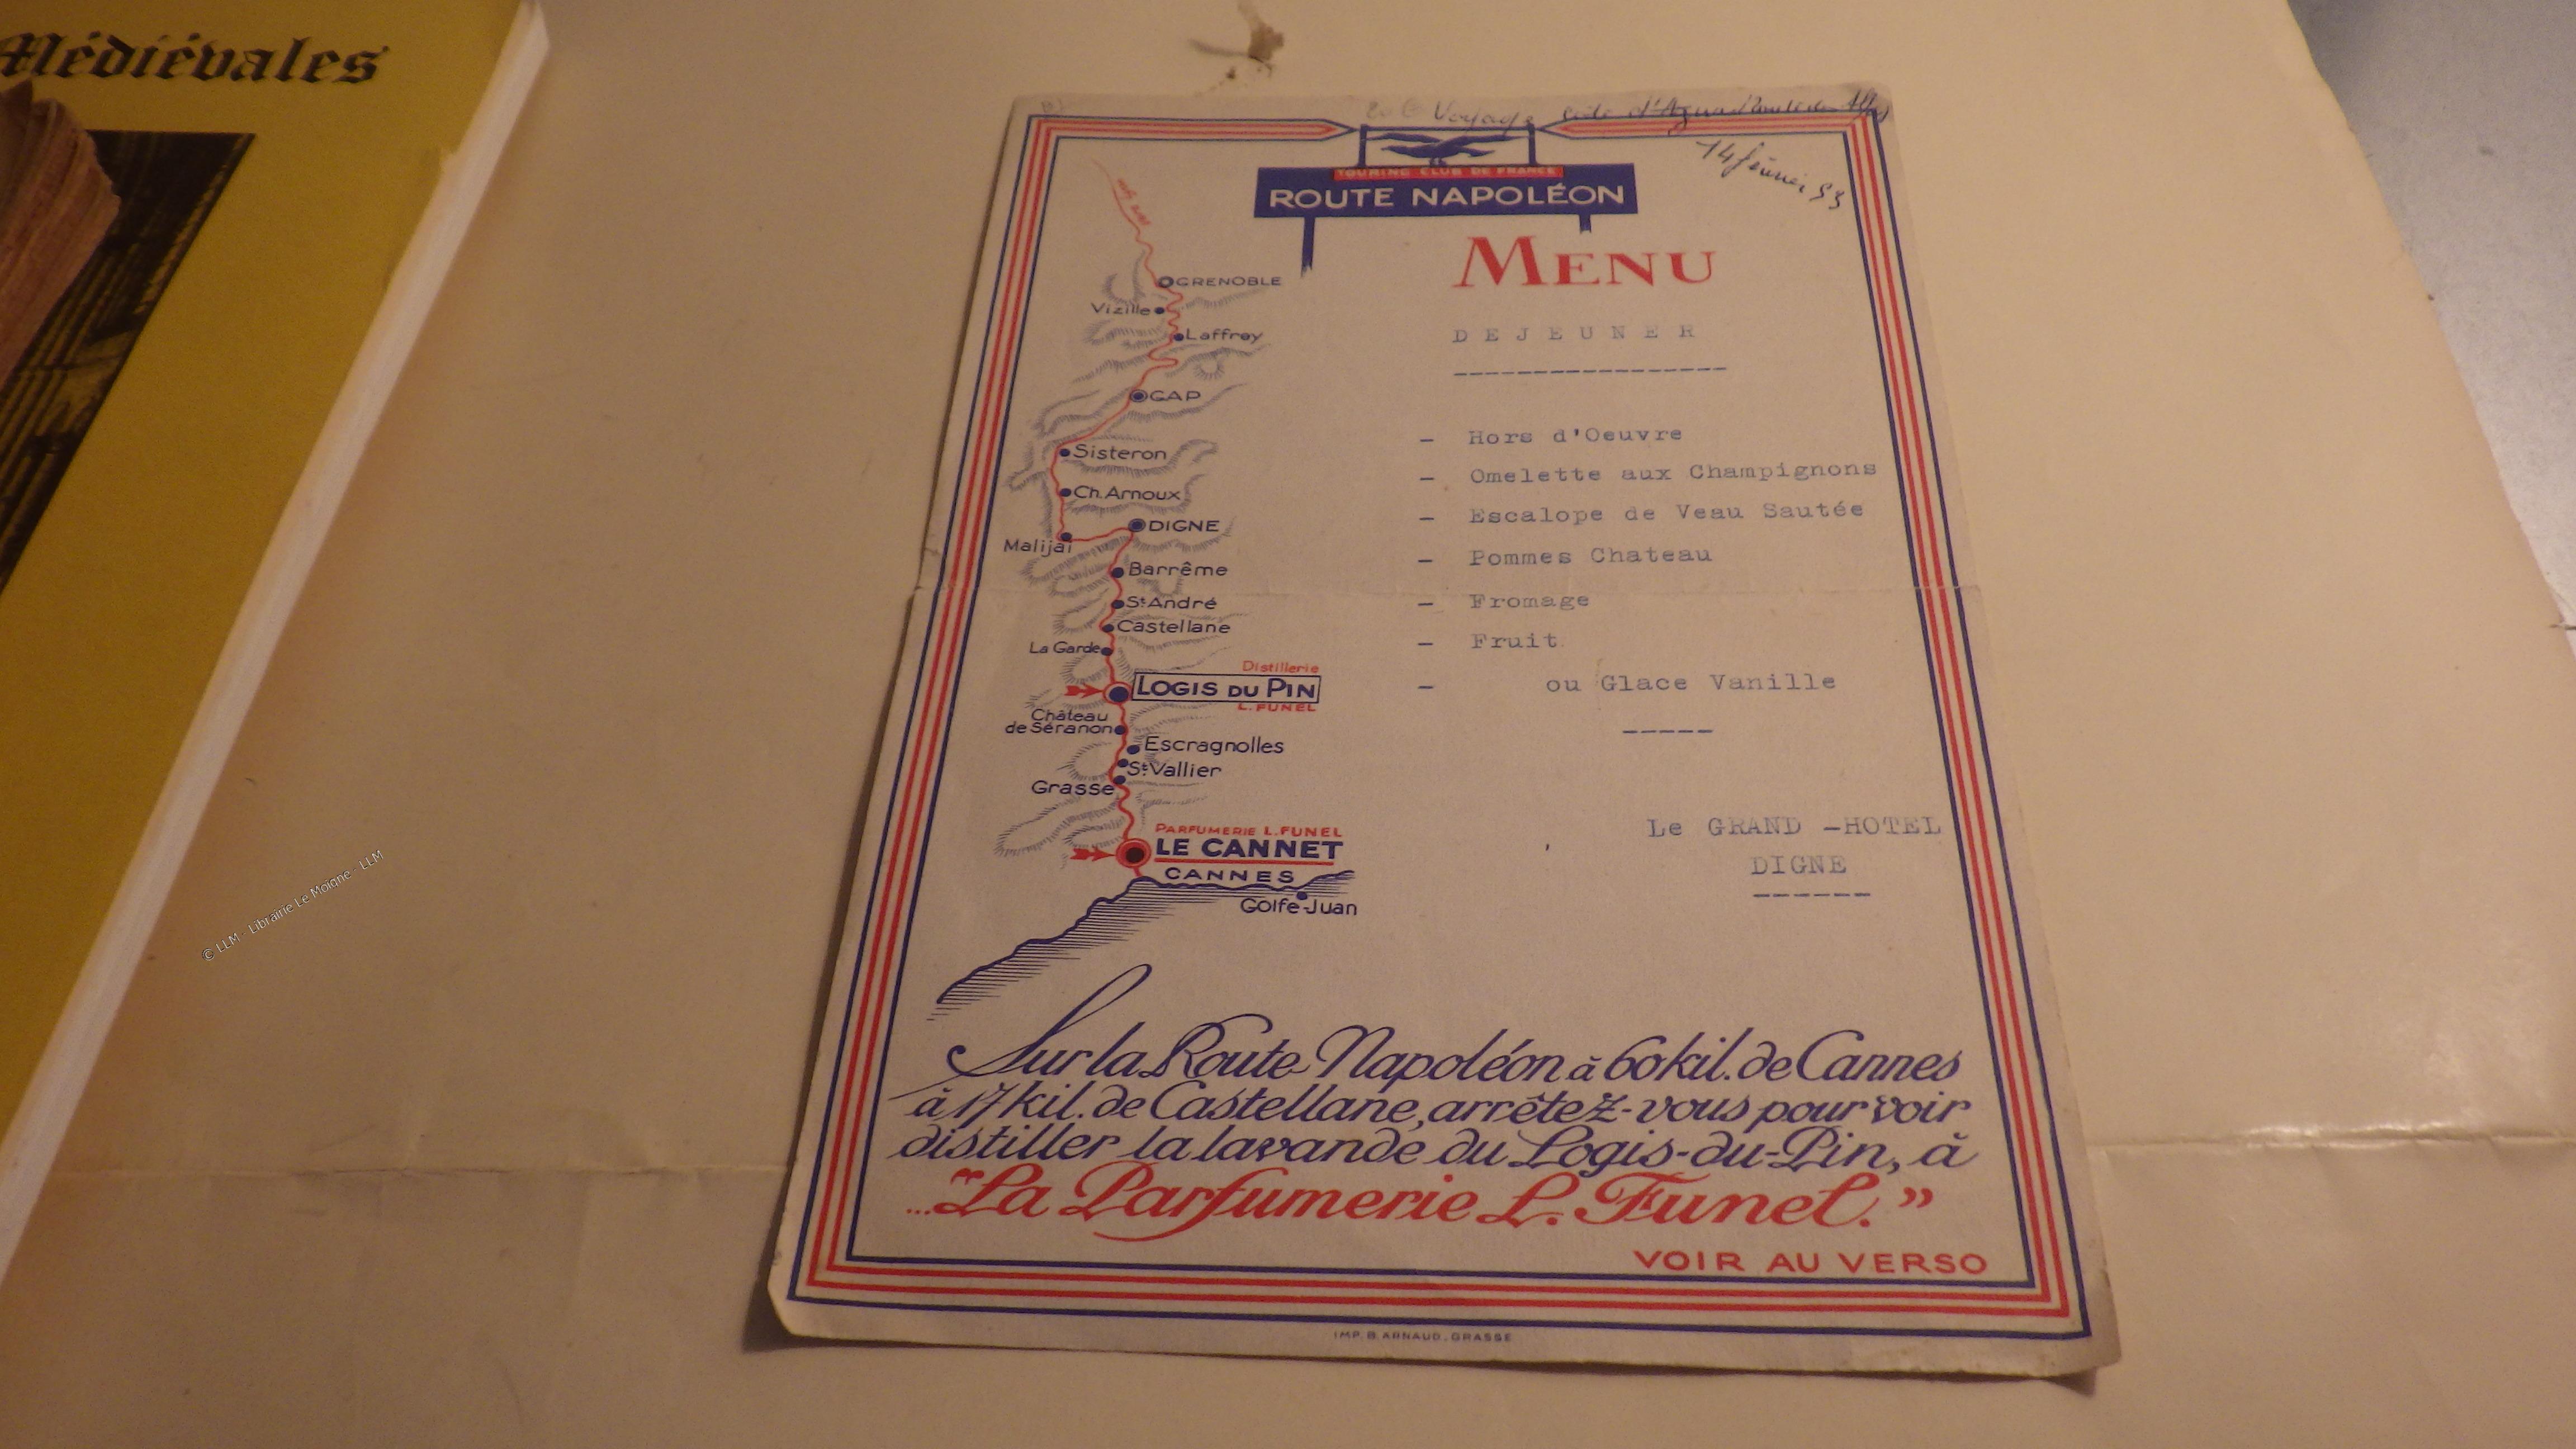 Médiévales
Voyage
14 février 53
TOURING CLUB DE FRANCE
ROUTE NAPOLÉON
MENU
DEJEUNER
-----------------
- Hors d'Oeuvre
- Omelette aux Champignons
- Escalope de Veau Sautée
- Pommes Chateau
- Fromage
- Fruit
- ou Glace Vanille
-----
Le GRAND -HOTEL
DIGNE
------
GRENOBLE
Vizille
Laffrey
GAP
Sisteron
Ch. Arnoux
DIGNE
Malijai
Barrême
St André
Castellane
La Garde
Distillerie
LOGIS DU PIN
L. FUNEL
Château
de Séranon
Escragnolles
St Vallier
Grasse
PARFUMERIE L. FUNEL
LE CANNET
CANNES
Golfe-Juan
Sur la Route Napoléon à 60 kil. de Cannes
à 17 kil. de Castellane, arrêtez-vous pour voir
distiller la lavande du Logis-du-Pin, à
..."La Parfumerie L. Funel."
VOIR AU VERSO
IMP. B. ARNAUD. GRASSE
© LLM - Librairie Le Moigne - LLM